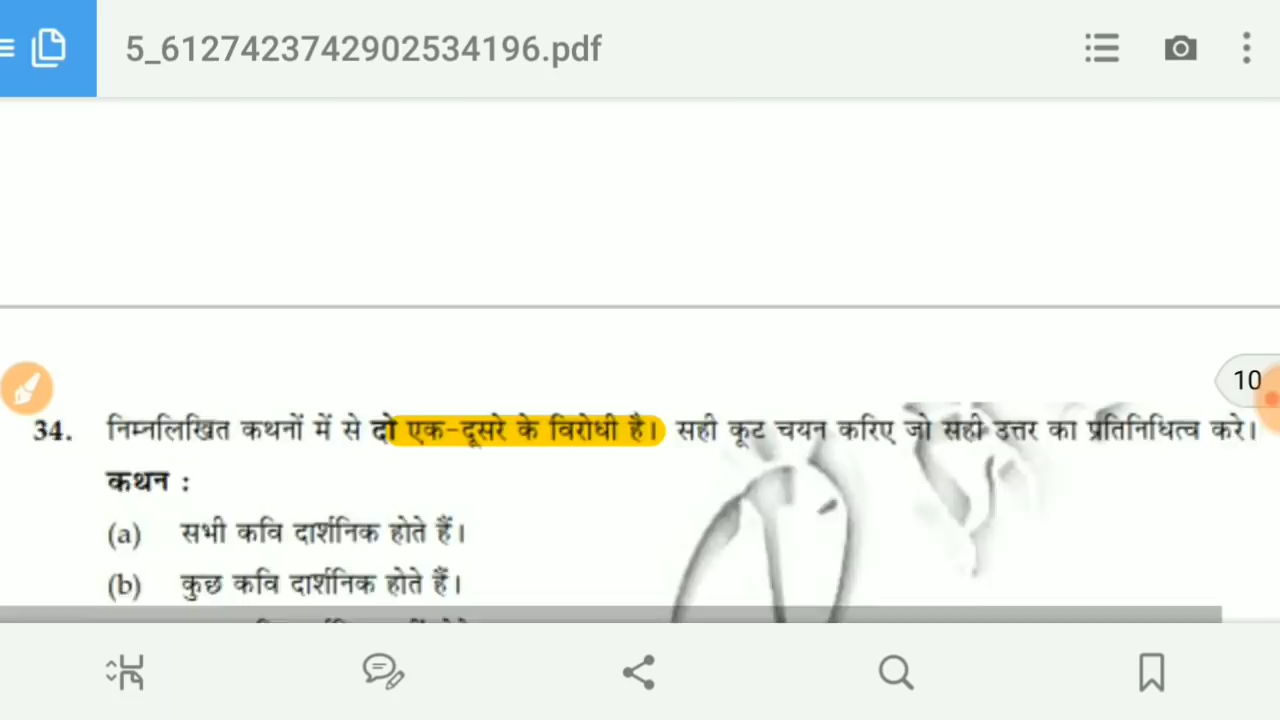 5_6127423742902534196.pdf
10
34. निम्नलिखित कथनों में से दो एक-दूसरे के विरोधी है। सही कूट चयन करिए जो सही उत्तर का प्रतिनिधित्व करे।
कथन :
(a) सभी कवि दार्शनिक होते हैं।
(b) कुछ कवि दार्शनिक होते हैं।